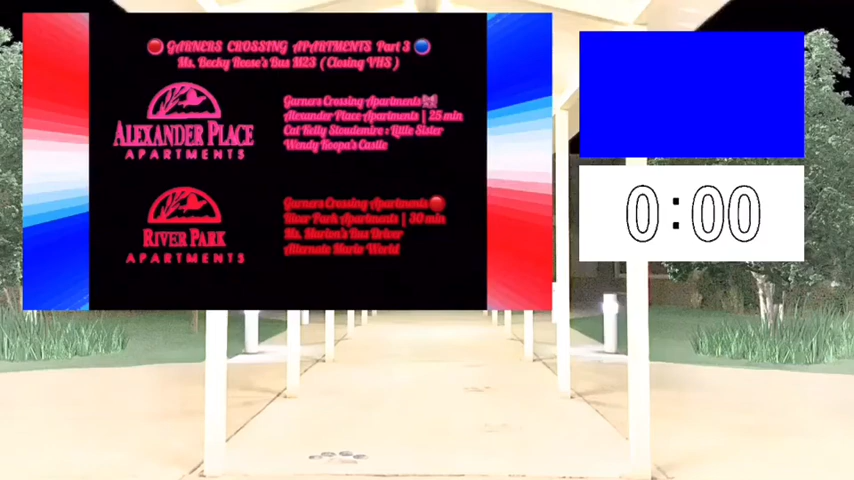 🔴 GARNERS CROSSING APARTMENTS Part 3 🔵
Ms. Becky Reese's Bus M23 (Closing VHS)
ALEXANDER PLACE
APARTMENTS
Garners Crossing Apartments🎀
Alexander Place Apartments | 25 min
Cat Kelly Stoudemire : Little Sister
Wendy Koopa's Castle
RIVER PARK
APARTMENTS
Garners Crossing Apartments🔴
River Park Apartments | 30 min
Ms. Marion's Bus Driver
Alternate Mario World
0:00